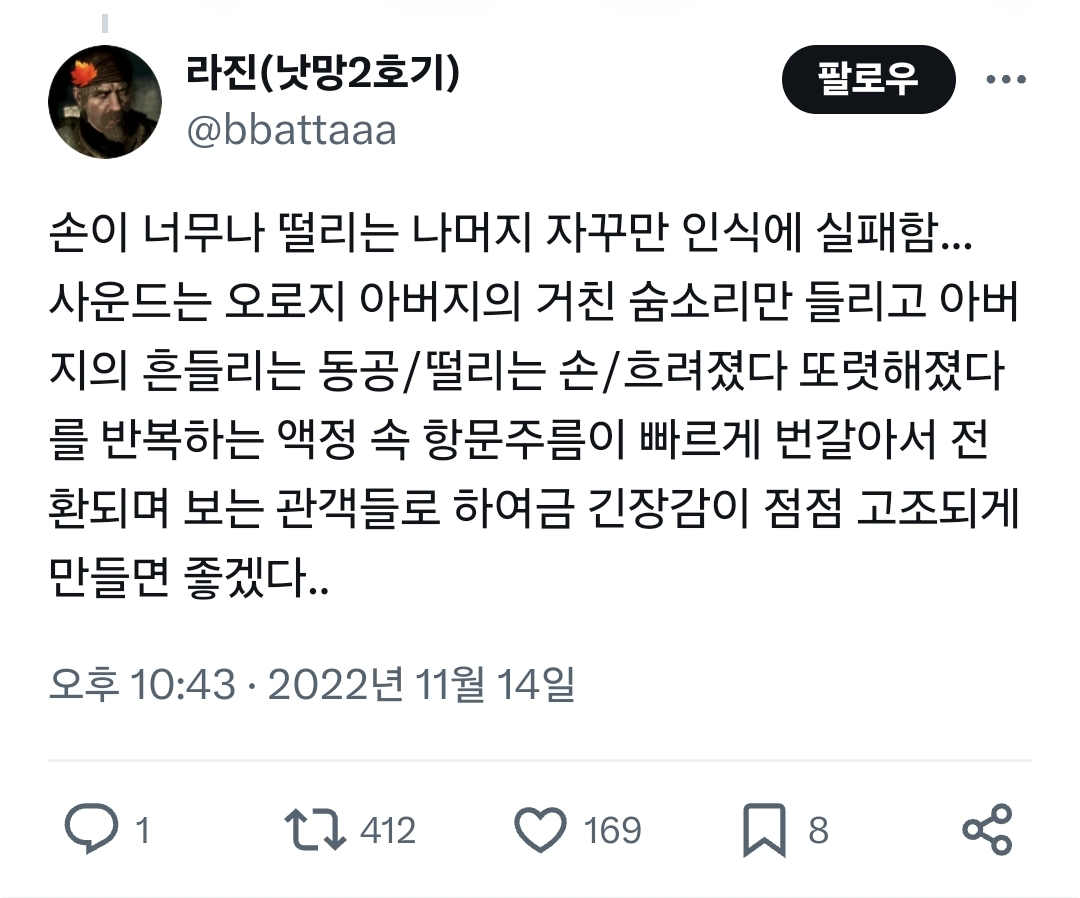 라진(낫망2호기)
팔로우
@bbattaaa
손이 너무나 떨리는 나머지 자꾸만 인식에 실패함...
사운드는 오로지 아버지의 거친 숨소리만 들리고 아버
지의 흔들리는 동공/떨리는 손/흐려졌다 또렷해졌다
를 반복하는 액정 속 항문주름이 빠르게 번갈아서 전
환되며 보는 관객들로 하여금 긴장감이 점점 고조되게
만들면 좋겠다..
오후 10:43 · 2022년 11월 14일
1 412 169 8